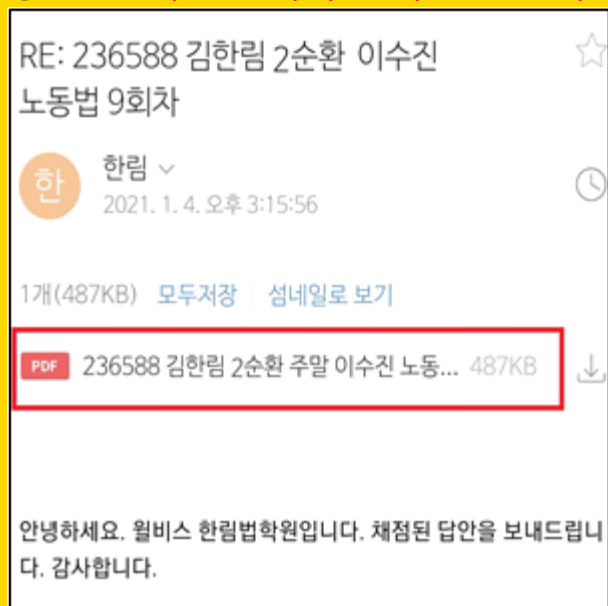 RE: 236588 김한림 2순환 이수진
노동법 9회차
한
한림
2021. 1. 4. 오후 3:15:56
1개(487KB) 모두저장 섬네일로 보기
PDF 236588 김한림 2순환 주말 이수진 노동... 487KB
안녕하세요. 윌비스 한림법학원입니다. 채점된 답안을 보내드립니
다. 감사합니다.